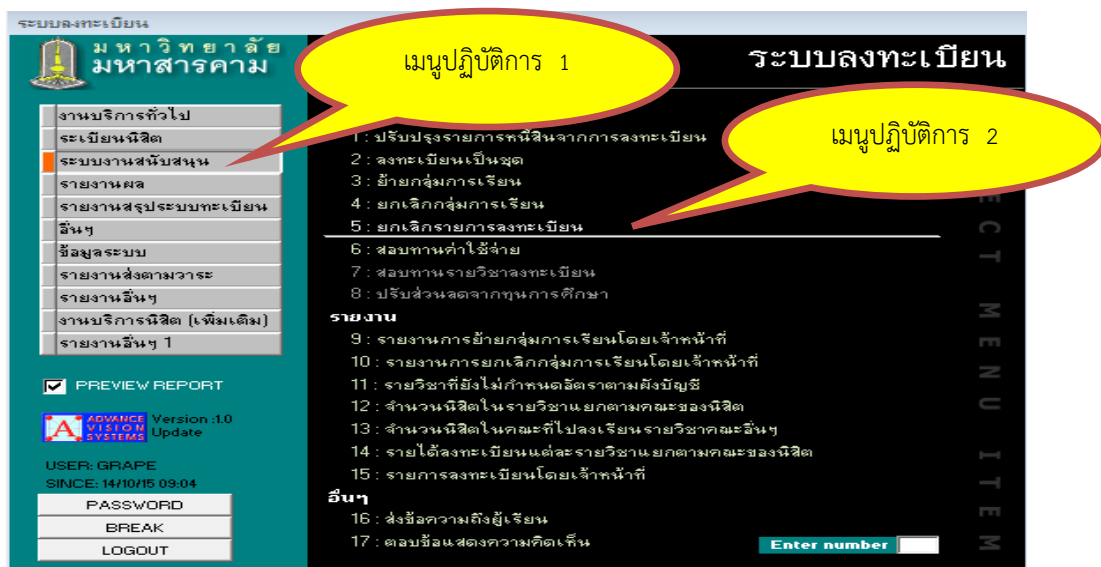 ระบบลงทะเบียน
มหาวิทยาลัย
มหาสารคาม
เมนูปฏิบัติการ 1
ระบบลงทะเบียน
งานบริการทั่วไป
ระเบียนนิสิต
ระบบงานสนับสนุน
รายงานผล
รายงานสรุประบบทะเบียน
อื่นๆ
ข้อมูลระบบ
รายงานส่งตามวาระ
รายงานอื่นๆ
งานบริการนิสิต (เพิ่มเติม)
รายงานอื่นๆ 1
PREVIEW REPORT
ADVANCE VISION SYSTEMS
Version :1.0
Update
USER: GRAPE
SINCE: 14/10/15 09:04
PASSWORD
BREAK
LOGOUT
เมนูปฏิบัติการ 2
1 : ปรับปรุงรายการหนี้สินจากการลงทะเบียน
2 : ลงทะเบียนเป็นชุด
3 : ย้ายกลุ่มการเรียน
4 : ยกเลิกกลุ่มการเรียน
5 : ยกเลิกรายการลงทะเบียน
6 : สอบทานค่าใช้จ่าย
7 : สอบทานรายวิชาลงทะเบียน
8 : ปรับส่วนลดจากทุนการศึกษา
รายงาน
9 : รายงานการย้ายกลุ่มการเรียนโดยเจ้าหน้าที่
10 : รายงานการยกเลิกกลุ่มการเรียนโดยเจ้าหน้าที่
11 : รายวิชาที่ยังไม่กำหนดอัตราตามผังบัญชี
12 : จำนวนนิสิตในรายวิชาแยกตามคณะของนิสิต
13 : จำนวนนิสิตในคณะที่ไปลงเรียนรายวิชาคณะอื่นๆ
14 : รายได้ลงทะเบียนแต่ละรายวิชาแยกตามคณะของนิสิต
15 : รายการลงทะเบียนโดยเจ้าหน้าที่
อื่นๆ
16 : ส่งข้อความถึงผู้เรียน
17 : ตอบข้อแสดงความคิดเห็น
Enter number
ECT MENU ITEM